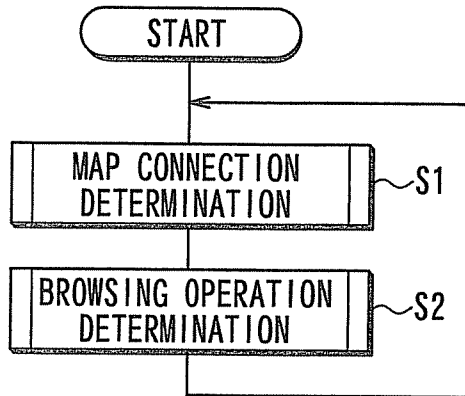 START
MAP CONNECTION
DETERMINATION
S1
BROWSING OPERATION
DETERMINATION
S2